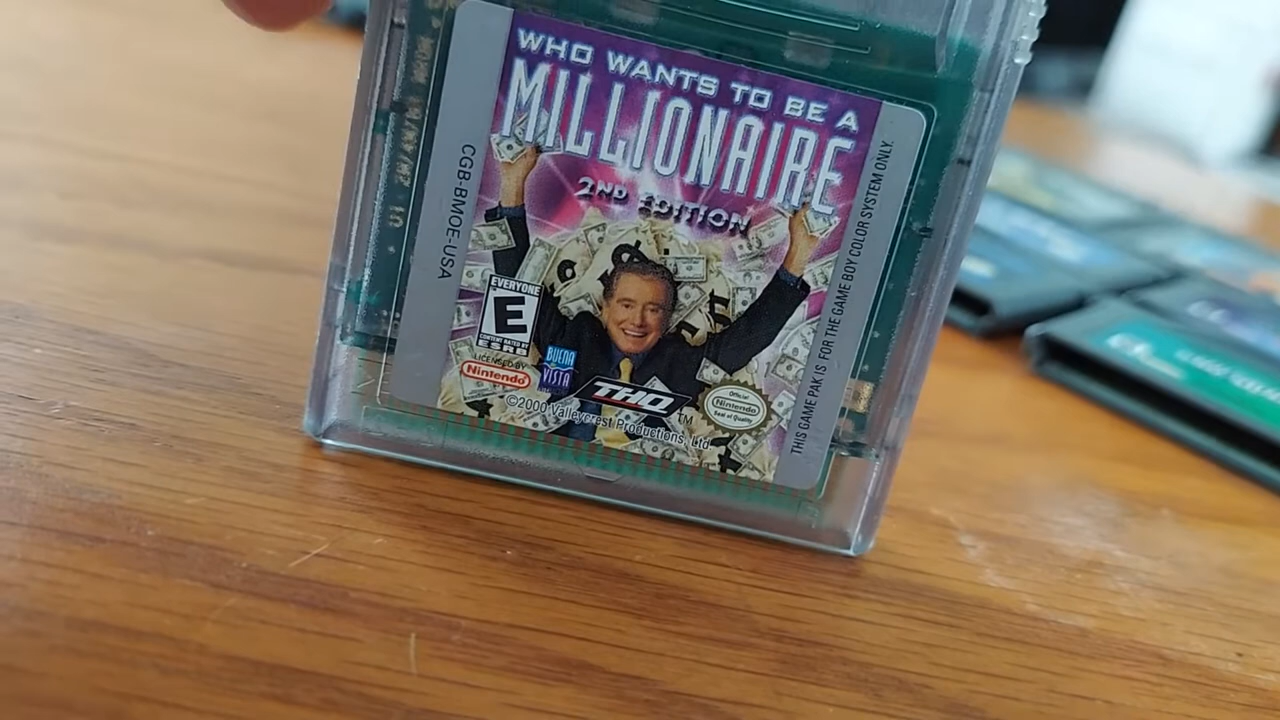 WHO WANTS TO BE A
MILLIONAIRE
2ND EDITION
CGB-BMOE-USA
EVERYONE
E
CONTENT RATED BY
ESRB
LICENSED BY
Nintendo
BUENA
VISTA
THQ
TM
Official
Nintendo
Seal of Quality
©2000 Valleycrest Productions, Ltd
THIS GAME PAK IS FOR THE GAME BOY COLOR SYSTEM ONLY.
U1